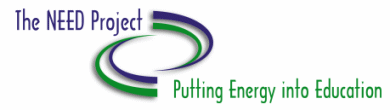 The NEED Project
Putting Energy into Education